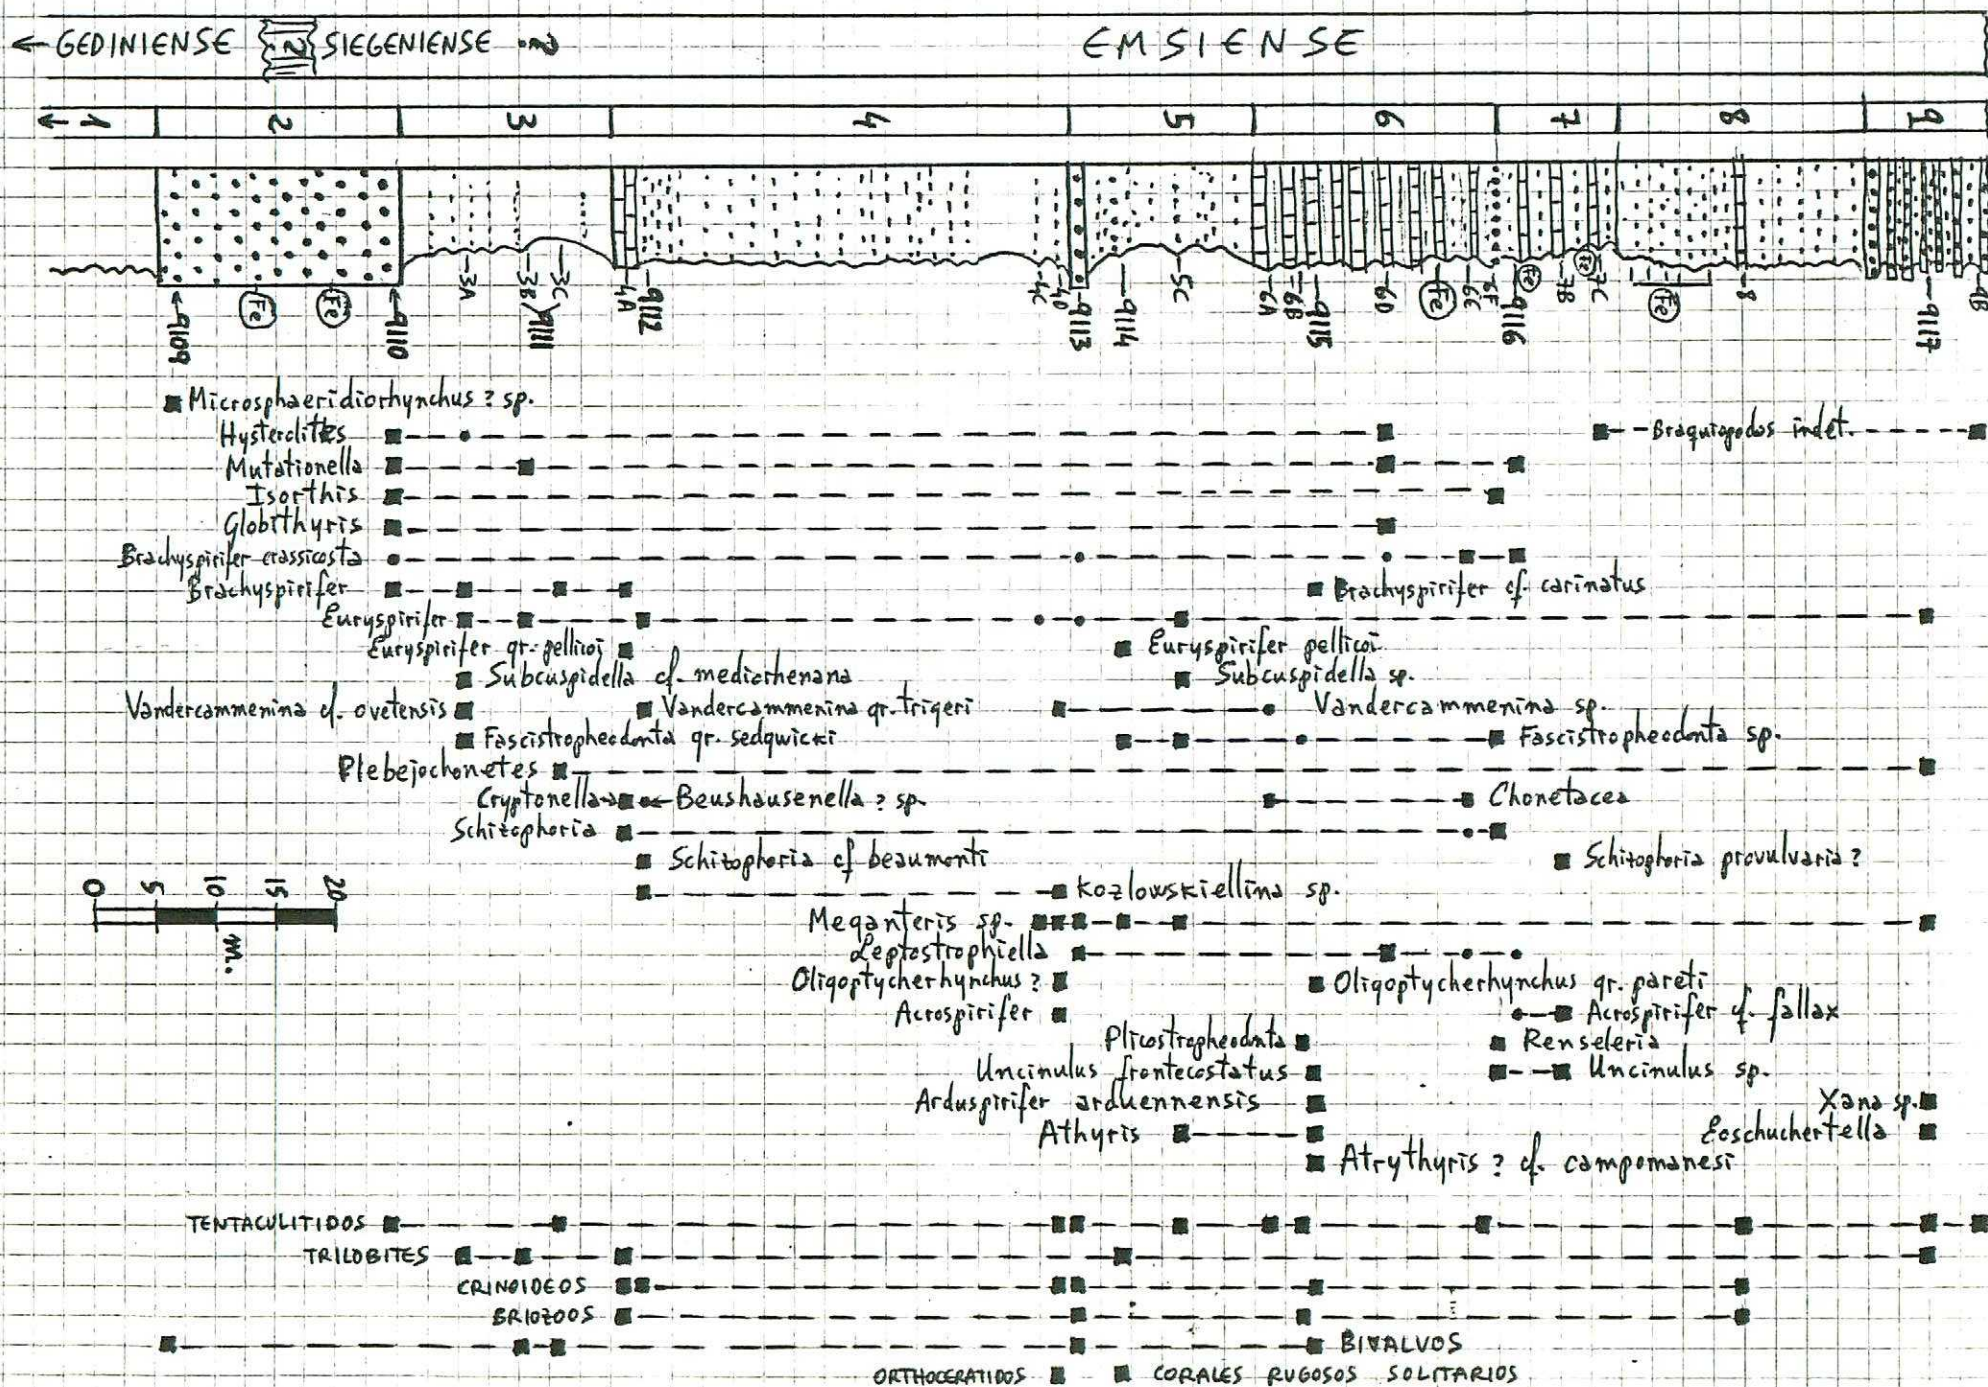 ← GEDINIENSE ? SIEGENIENSE ? EMSIENSE
1 2 3 4 5 6 7 8 9
3A 3B 3C 4A 4C 4D 5C 6A 6B 6D 6E 6F 7B 7C 8 9B
9109 Fe Fe 9110 9111 9112 9113 9114 9115 Fe 9116 Fe Fe Fe 9117
Microsphaeridiorhynchus ? sp.
Hysterolites Braquiopodos indet.
Mutationella
Isorthis
Globithyris
Brachyspirifer crassicosta
Brachyspirifer Brachyspirifer cf. carinatus
Euryspirifer
Euryspirifer gr. pellicoi Euryspirifer pellicoi
Subcuspidella cf. mediorhenana Subcuspidella sp.
Vandercammenina cf. ovetensis Vandercammenina gr. trigeri Vandercammenina sp.
Fascistropheodonta gr. sedgwicki Fascistropheodonta sp.
Plebejochonetes
Cryptonella → ← Beushausenella ? sp. Chonetacea
Schizophoria
Schizophoria cf beaumonti Schizophoria provulvaria ?
0 5 10 15 20 m.
Kozlowskiellina sp.
Meganteris sp.
Leptostrophiella
Oligoptycherhynchus ? Oligoptycherhynchus gr. pareti
Acrospirifer Acrospirifer cf. fallax
Plicostropheodonta Renseleria
Uncinulus frontecostatus Uncinulus sp.
Arduspirifer arduennensis Xana sp.
Athyris Eoschuchertella
Atrythyris ? cf. campomanesi
TENTACULITIDOS
TRILOBITES
CRINOIDEOS
BRIOZOOS
BIVALVOS
ORTHOCERATIDOS CORALES RUGOSOS SOLITARIOS